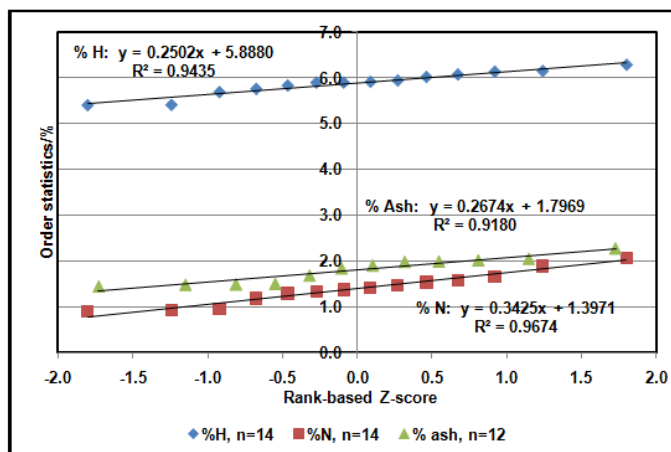 7.0
% H: y = 0.2502x + 5.8880
R² = 0.9435
6.0
5.0
4.0
Order statistics/%
% Ash: y = 0.2674x + 1.7969
R² = 0.9180
3.0
2.0
1.0
% N: y = 0.3425x + 1.3971
R² = 0.9674
0.0
-2.0 -1.5 -1.0 -0.5 0.0 0.5 1.0 1.5 2.0
Rank-based Z-score
%H, n=14 %N, n=14 % ash, n=12